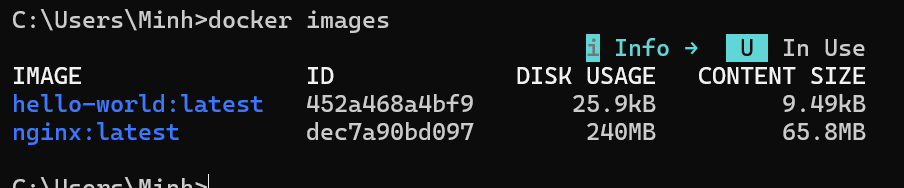 C:\Users\Minh>docker images
i Info → U In Use
IMAGE ID DISK USAGE CONTENT SIZE
hello-world:latest 452a468a4bf9 25.9kB 9.49kB
nginx:latest dec7a90bd097 240MB 65.8MB
C:\Users\Minh>